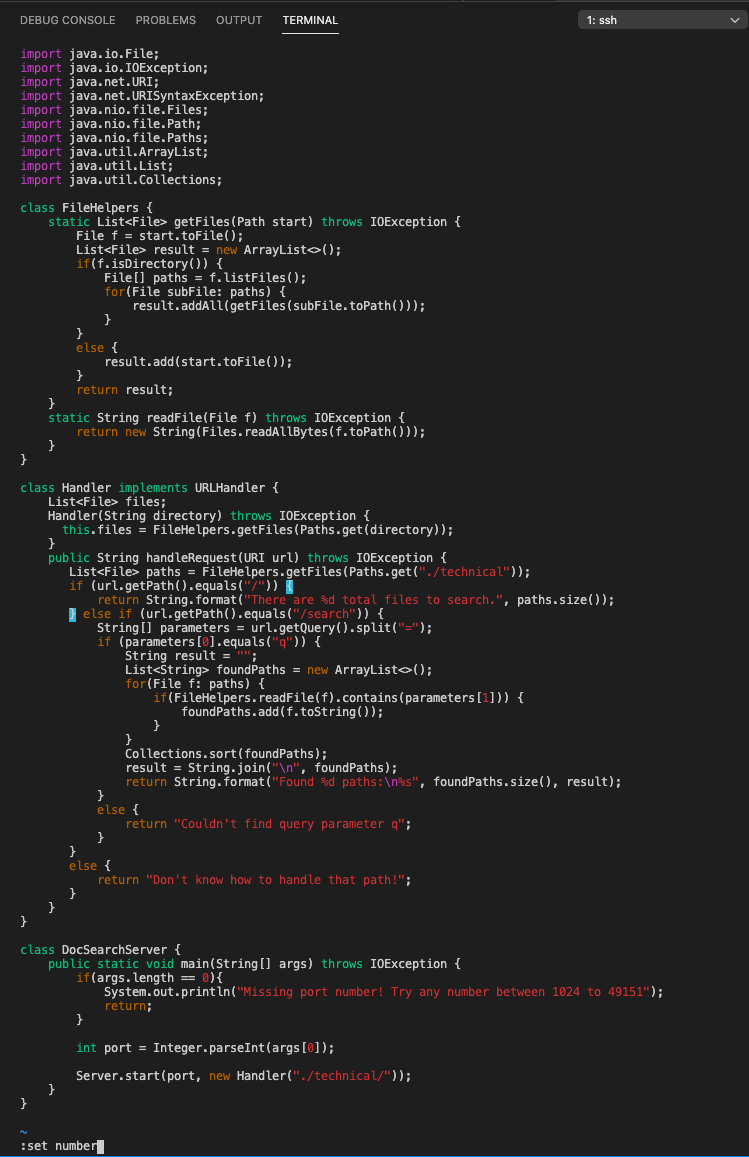 DEBUG CONSOLE PROBLEMS OUTPUT TERMINAL 1: ssh
import java.io.File;
import java.io.IOException;
import java.net.URI;
import java.net.URISyntaxException;
import java.nio.file.Files;
import java.nio.file.Path;
import java.nio.file.Paths;
import java.util.ArrayList;
import java.util.List;
import java.util.Collections;

class FileHelpers {
    static List<File> getFiles(Path start) throws IOException {
        File f = start.toFile();
        List<File> result = new ArrayList<>();
        if(f.isDirectory()) {
            File[] paths = f.listFiles();
            for(File subFile: paths) {
                result.addAll(getFiles(subFile.toPath()));
            }
        }
        else {
            result.add(start.toFile());
        }
        return result;
    }
    static String readFile(File f) throws IOException {
        return new String(Files.readAllBytes(f.toPath()));
    }
}

class Handler implements URLHandler {
    List<File> files;
    Handler(String directory) throws IOException {
      this.files = FileHelpers.getFiles(Paths.get(directory));
    }
    public String handleRequest(URI url) throws IOException {
       List<File> paths = FileHelpers.getFiles(Paths.get("./technical"));
       if (url.getPath().equals("/")) {
           return String.format("There are %d total files to search.", paths.size());
       } else if (url.getPath().equals("/search")) {
           String[] parameters = url.getQuery().split("=");
           if (parameters[0].equals("q")) {
               String result = "";
               List<String> foundPaths = new ArrayList<>();
               for(File f: paths) {
                   if(FileHelpers.readFile(f).contains(parameters[1])) {
                       foundPaths.add(f.toString());
                   }
               }
               Collections.sort(foundPaths);
               result = String.join("\n", foundPaths);
               return String.format("Found %d paths:\n%s", foundPaths.size(), result);
           }
           else {
               return "Couldn't find query parameter q";
           }
       }
       else {
           return "Don't know how to handle that path!";
       }
    }
}

class DocSearchServer {
    public static void main(String[] args) throws IOException {
        if(args.length == 0){
            System.out.println("Missing port number! Try any number between 1024 to 49151");
            return;
        }

        int port = Integer.parseInt(args[0]);

        Server.start(port, new Handler("./technical/"));
    }
}

~
:set number